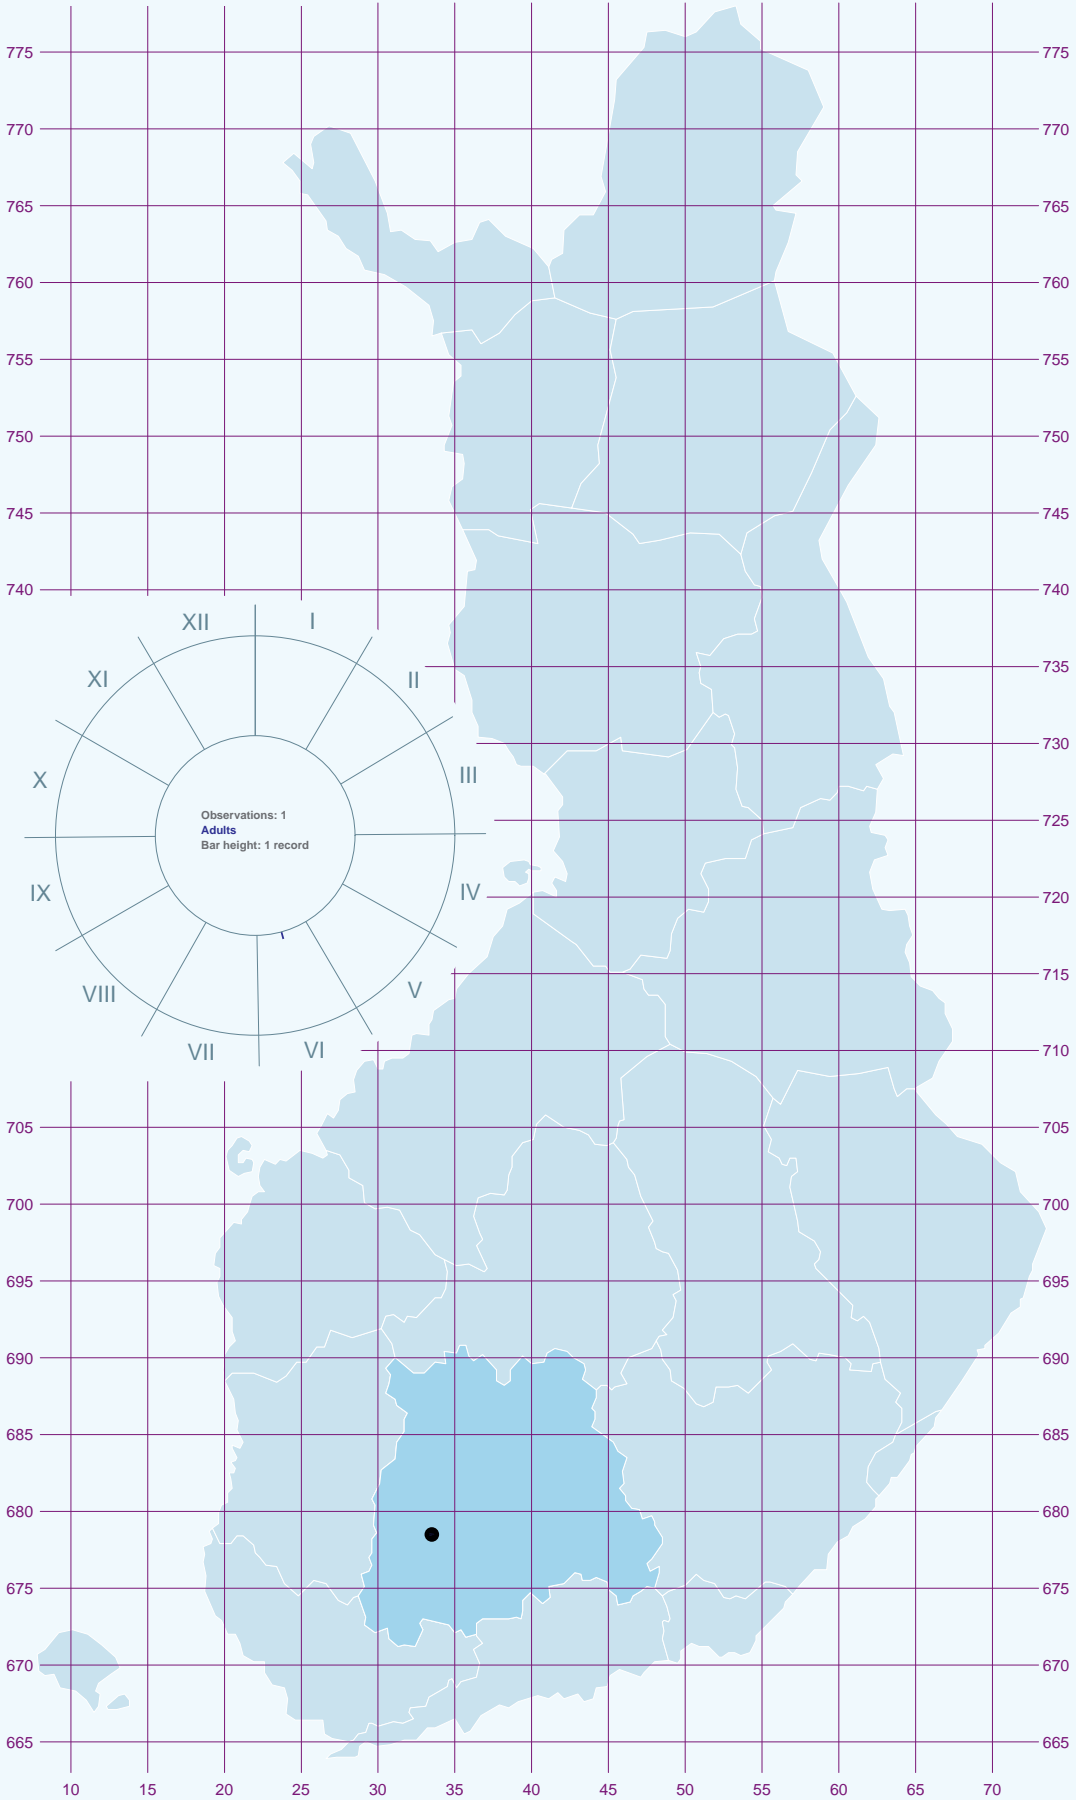 775 775
770 770
765 765
760 760
755 755
750 750
745 745
740 740
XII I
XI II
735
730
X III
Observations: 1
Adults
Bar height: 1 record
725
IX IV
720
VIII V
715
VII VI
710
705 705
700 700
695 695
690 690
685 685
680 680
675 675
670 670
665 665
10 15 20 25 30 35 40 45 50 55 60 65 70